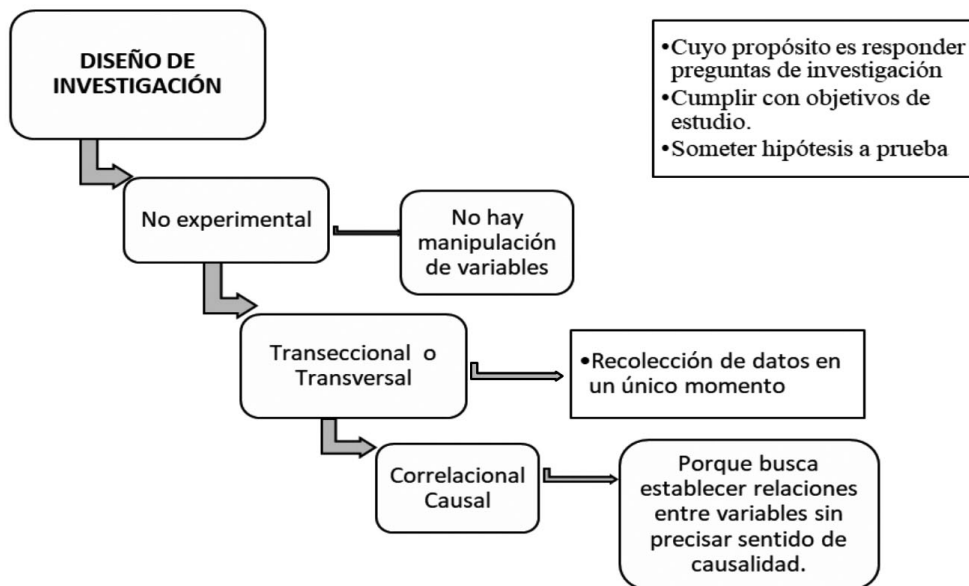 DISEÑO DE
INVESTIGACIÓN
•Cuyo propósito es responder
preguntas de investigación
•Cumplir con objetivos de
estudio.
•Someter hipótesis a prueba
No experimental
No hay
manipulación
de variables
Transeccional o
Transversal
•Recolección de datos en
un único momento
Correlacional
Causal
Porque busca
establecer relaciones
entre variables sin
precisar sentido de
causalidad.